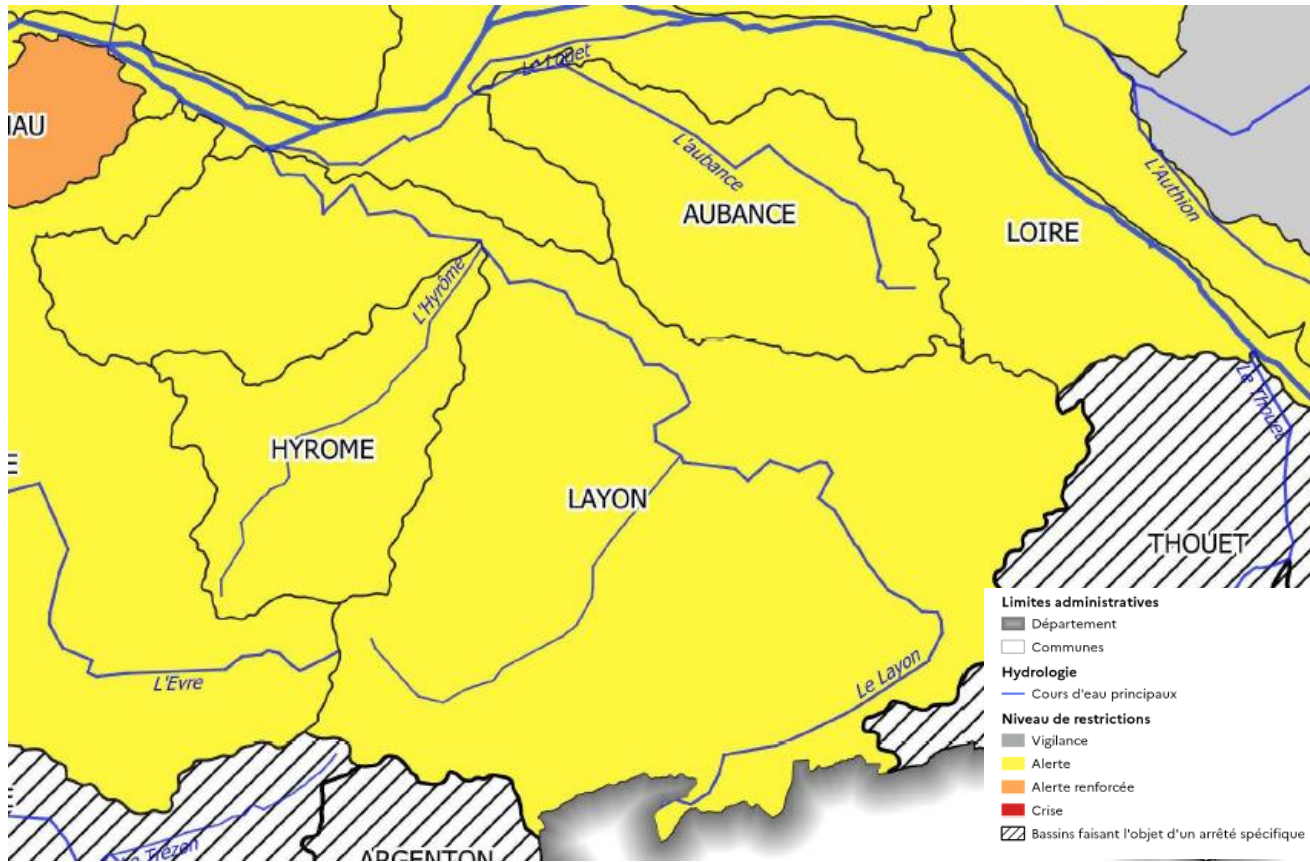 Le Louet
IAU
L'aubance
AUBANCE
L'Authion
LOIRE
L'Hyrôme
Le Thouet
HYROME
E
LAYON
THOUET
L'Evre
Le Layon
E
Le Trézon
ARGENTON
Limites administratives
Département
Communes
Hydrologie
Cours d'eau principaux
Niveau de restrictions
Vigilance
Alerte
Alerte renforcée
Crise
Bassins faisant l'objet d'un arrêté spécifique